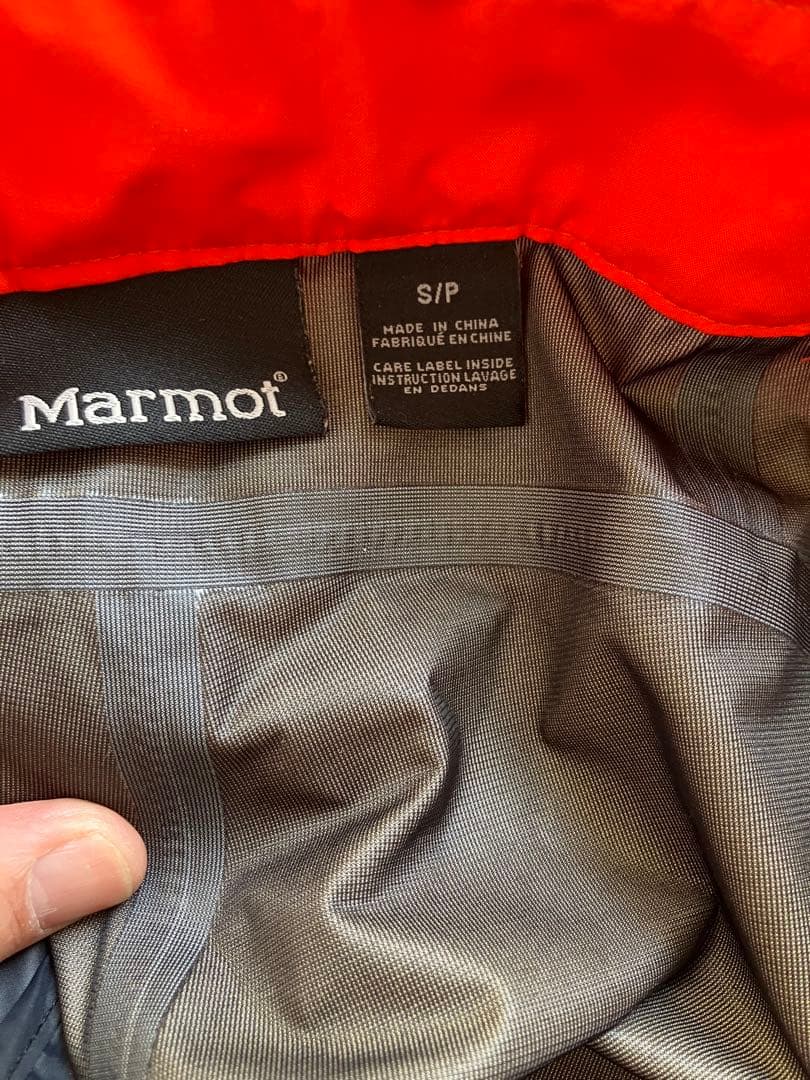 Marmot®
S/P
MADE IN CHINA
FABRIQUÉ EN CHINE
CARE LABEL INSIDE
INSTRUCTION LAVAGE
EN DEDANS